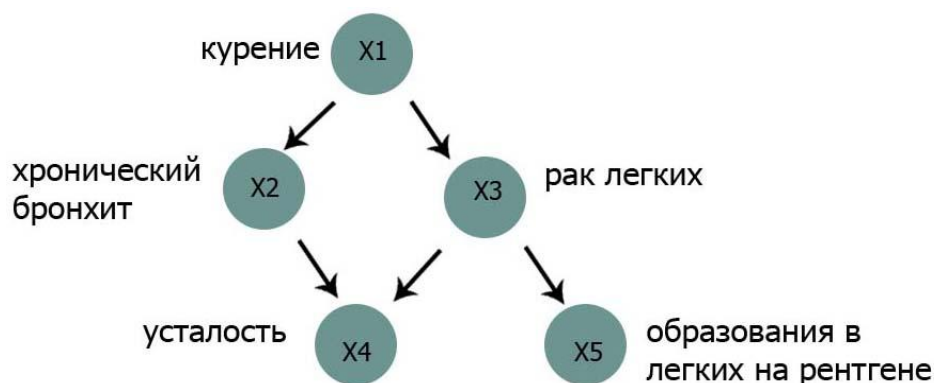 курение
X1
хронический
бронхит
X2
X3
рак легких
усталость
X4
X5
образования в
легких на рентгене